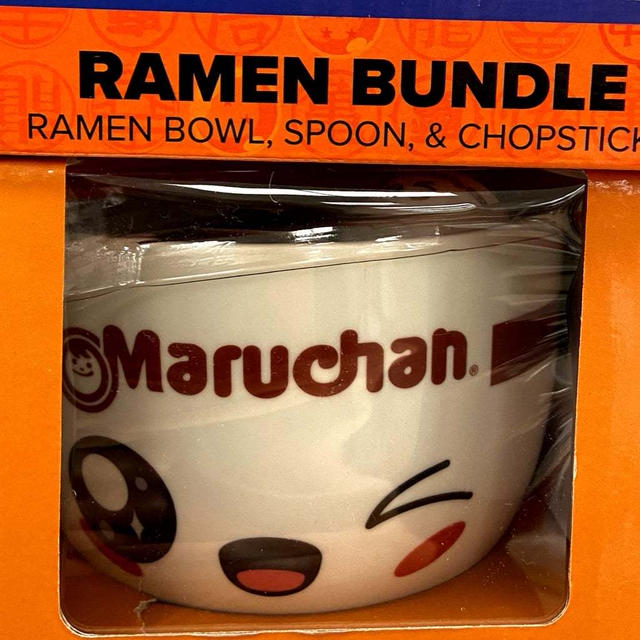 RAMEN BUNDLE
RAMEN BOWL, SPOON, & CHOPSTICK
Maruchan®